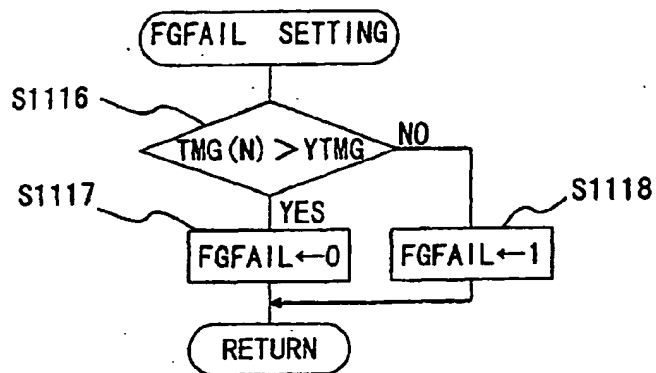 FGFAIL SETTING
S1116
TMG(N)>YTMG
NO
S1117
YES
S1118
FGFAIL←0
FGFAIL←1
RETURN